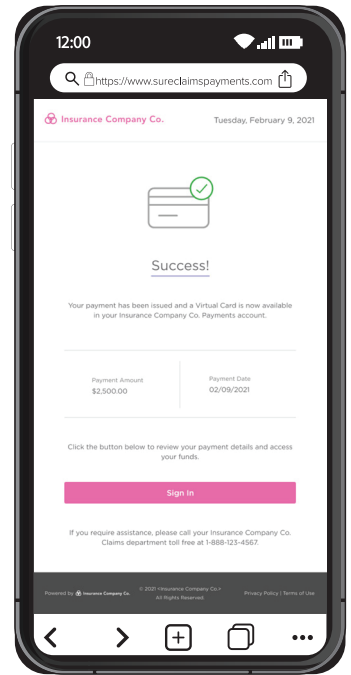 12:00
https://www.sureclaimspayments.com
Insurance Company Co.
Tuesday, February 9, 2021
Success!
Your payment has been issued and a Virtual Card is now available
in your Insurance Company Co. Payments account.
Payment Amount
$2,500.00
Payment Date
02/09/2021
Click the button below to review your payment details and access
your funds.
Sign In
If you require assistance, please call your Insurance Company Co.
Claims department toll free at 1-888-123-4567.
Powered by Insurance Company Co.
© 2021 <Insurance Company Co.>
All Rights Reserved.
Privacy Policy | Terms of Use